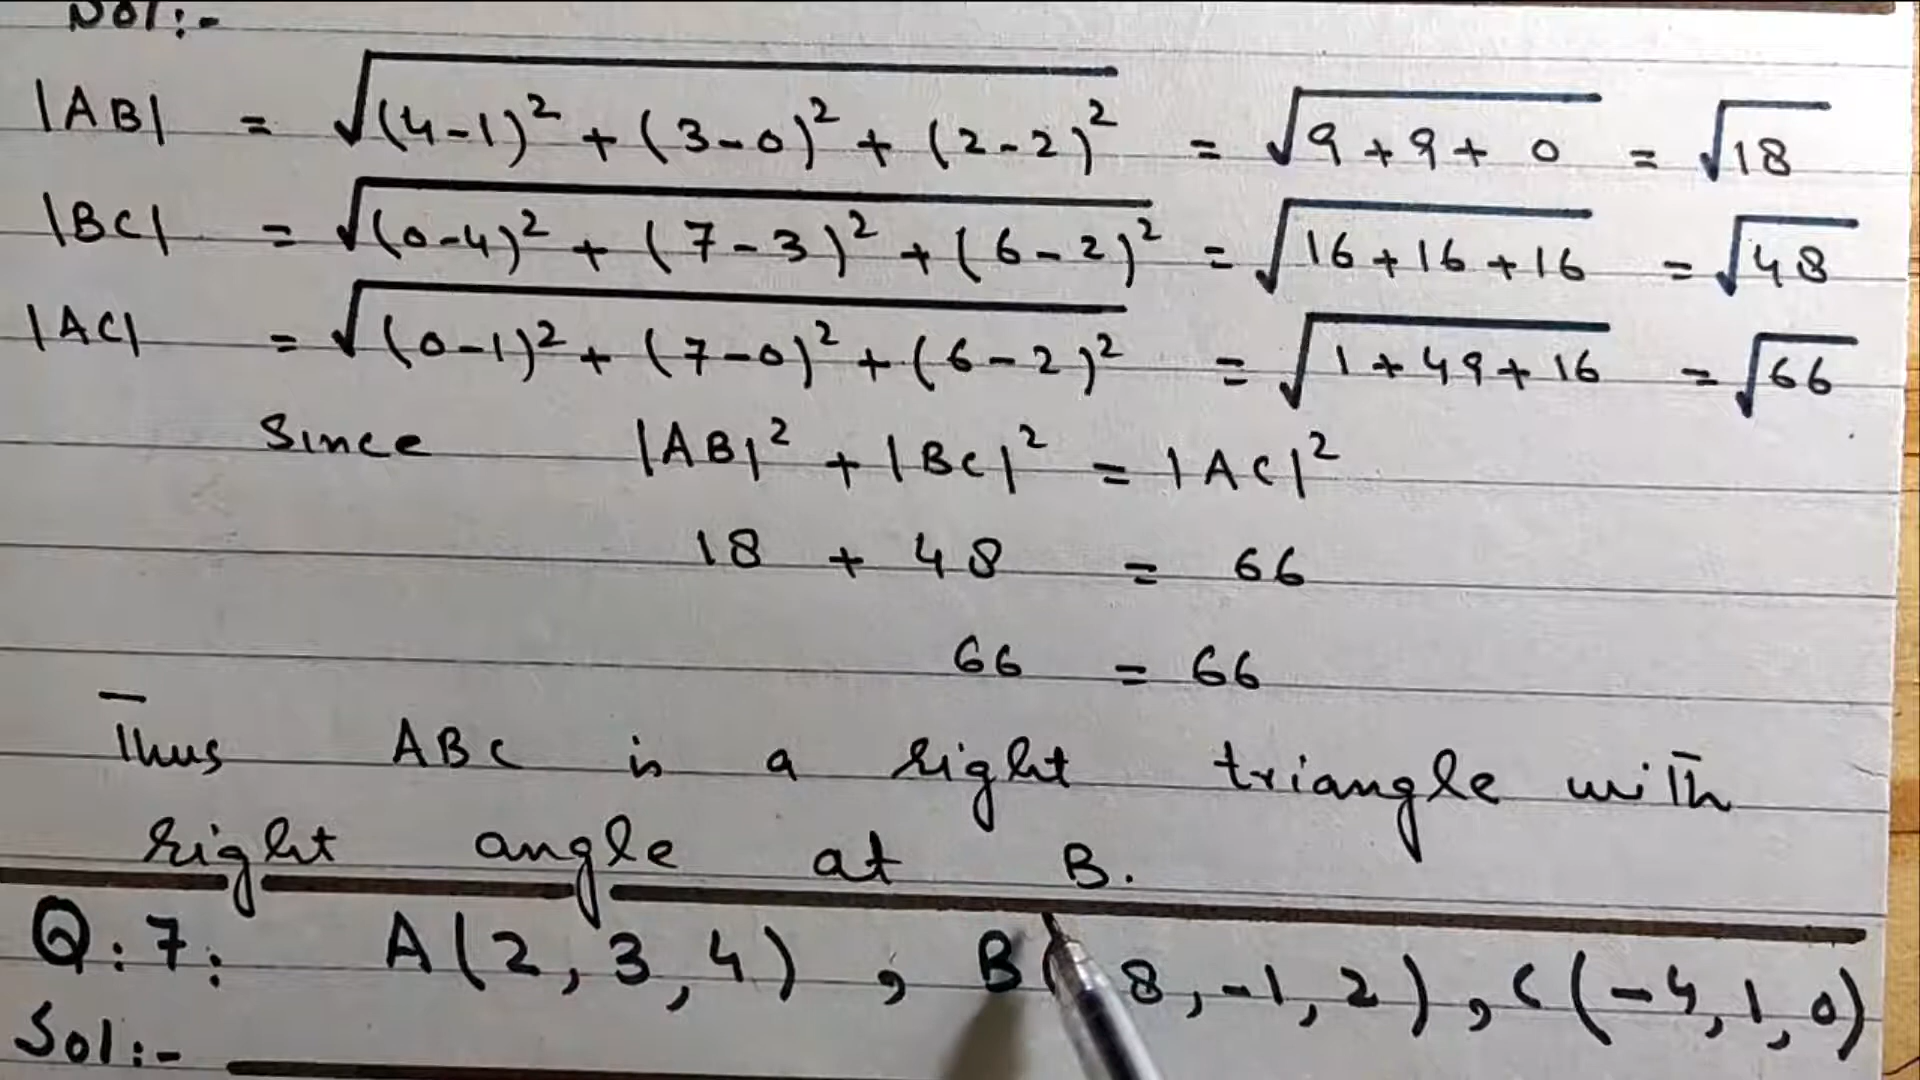 Sol:-
|AB| = √(4-1)² + (3-0)² + (2-2)² = √9+9+0 = √18
|BC| = √(0-4)² + (7-3)² + (6-2)² = √16+16+16 = √48
|AC| = √(0-1)² + (7-0)² + (6-2)² = √1+49+16 = √66
Since |AB|² + |BC|² = |AC|²
18 + 48 = 66
66 = 66
Thus ABC is a right triangle with
right angle at B.
Q:7: A(2,3,4), B( 8,-1,2), C(-4,1,0)
Sol:-